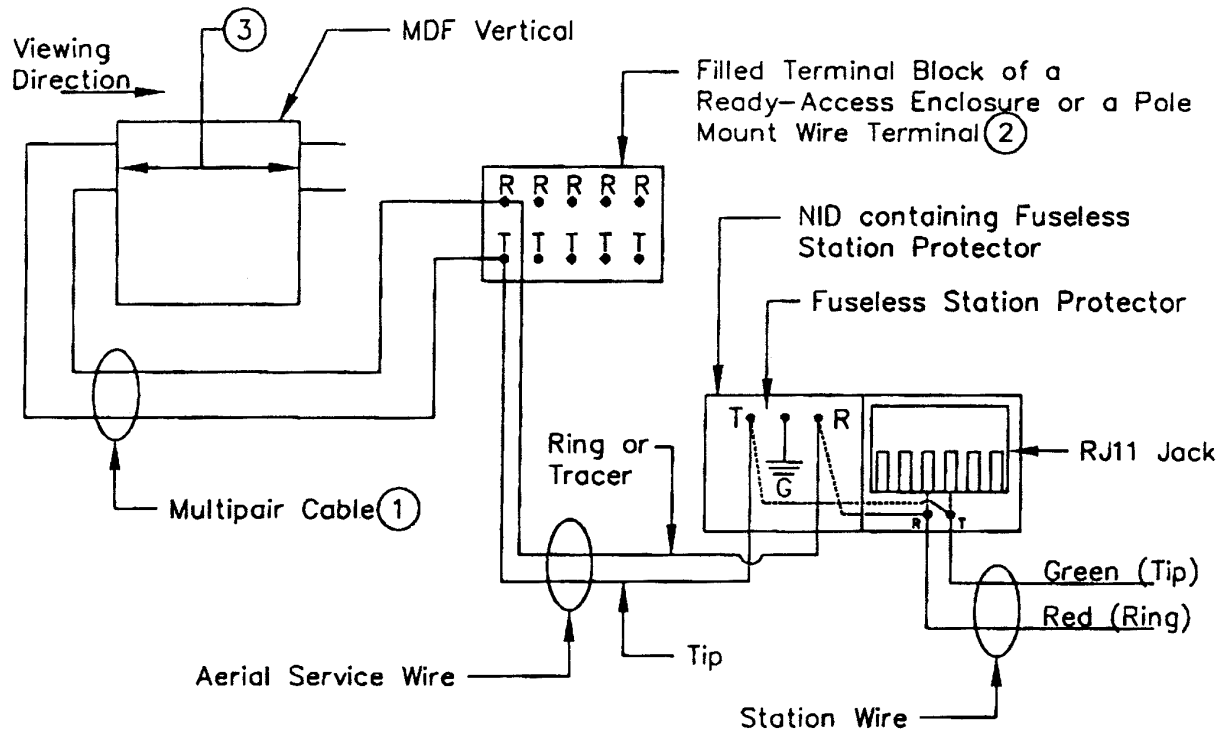 Viewing
Direction
3
MDF Vertical
Filled Terminal Block of a
Ready-Access Enclosure or a Pole
Mount Wire Terminal 2
R R R R R
T T T T T
NID containing Fuseless
Station Protector
Fuseless Station Protector
T R
G
RJ11 Jack
R T
Ring or
Tracer
Multipair Cable 1
Green (Tip)
Red (Ring)
Aerial Service Wire
Tip
Station Wire